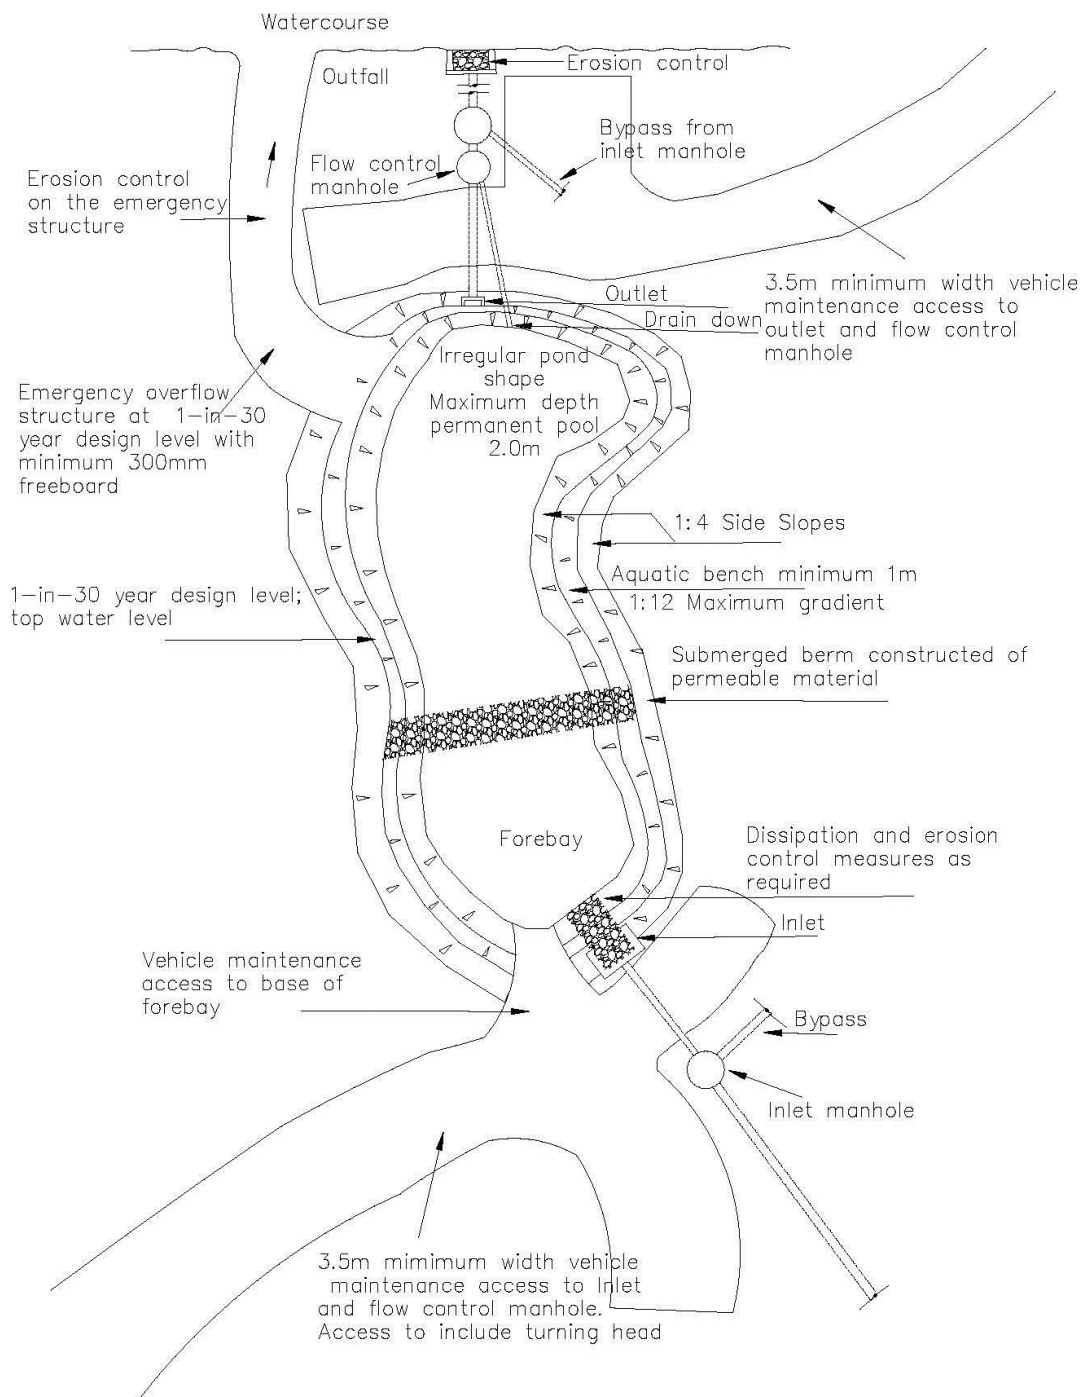 Watercourse
Outfall
Erosion control
Bypass from
inlet manhole
Flow control
manhole
Erosion control
on the emergency
structure
3.5m minimum width vehicle
maintenance access to
outlet and flow control
manhole
Outlet
Drain down
Irregular pond
shape
Maximum depth
permanent pool
2.0m
Emergency overflow
structure at 1-in-30
year design level with
minimum 300mm
freeboard
1:4 Side Slopes
Aquatic bench minimum 1m
1:12 Maximum gradient
1-in-30 year design level;
top water level
Submerged berm constructed of
permeable material
Forebay
Dissipation and erosion
control measures as
required
Inlet
Vehicle maintenance
access to base of
forebay
Bypass
Inlet manhole
3.5m mimimum width vehicle
maintenance access to Inlet
and flow control manhole.
Access to include turning head